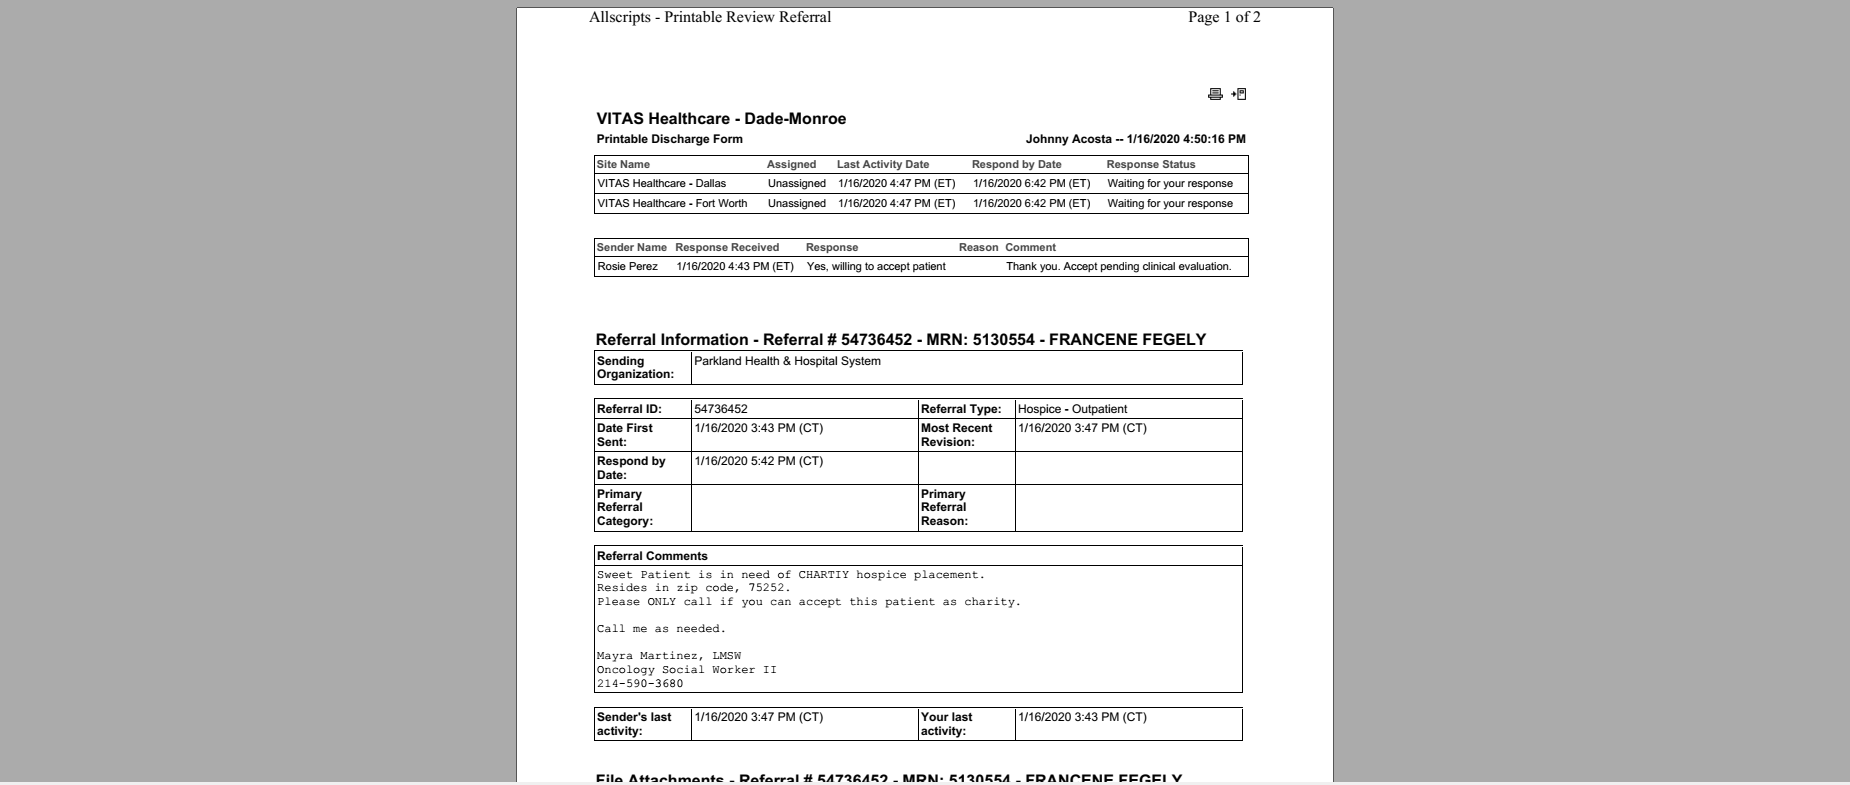 Allscripts - Printable Review Referral Page 1 of 2
VITAS Healthcare - Dade-Monroe
Printable Discharge Form Johnny Acosta -- 1/16/2020 4:50:16 PM
Site Name Assigned Last Activity Date Respond by Date Response Status
VITAS Healthcare - Dallas Unassigned 1/16/2020 4:47 PM (ET) 1/16/2020 6:42 PM (ET) Waiting for your response
VITAS Healthcare - Fort Worth Unassigned 1/16/2020 4:47 PM (ET) 1/16/2020 6:42 PM (ET) Waiting for your response
Sender Name Response Received Response Reason Comment
Rosie Perez 1/16/2020 4:43 PM (ET) Yes, willing to accept patient Thank you. Accept pending clinical evaluation.
Referral Information - Referral # 54736452 - MRN: 5130554 - FRANCENE FEGELY
Sending Parkland Health & Hospital System
Organization:
Referral ID: 54736452 Referral Type: Hospice - Outpatient
Date First 1/16/2020 3:43 PM (CT) Most Recent 1/16/2020 3:47 PM (CT)
Sent: Revision:
Respond by 1/16/2020 5:42 PM (CT)
Date:
Primary Primary
Referral Referral
Category: Reason:
Referral Comments
Sweet Patient is in need of CHARTIY hospice placement.
Resides in zip code, 75252.
Please ONLY call if you can accept this patient as charity.
Call me as needed.
Mayra Martinez, LMSW
Oncology Social Worker II
214-590-3680
Sender's last 1/16/2020 3:47 PM (CT) Your last 1/16/2020 3:43 PM (CT)
activity: activity:
File Attachments - Referral # 54736452 - MRN: 5130554 - FRANCENE FEGELY